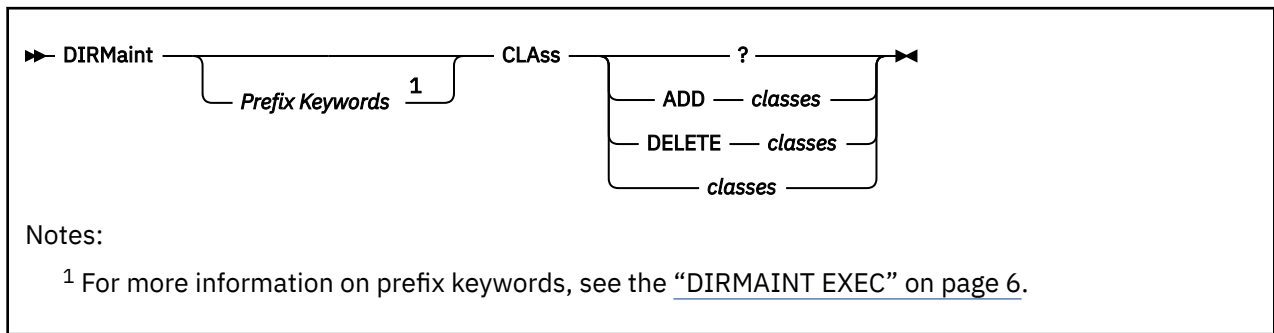 DIRMaint CLAss ?
Prefix Keywords 1
ADD classes
DELETE classes
classes
Notes:
1 For more information on prefix keywords, see the “DIRMAINT EXEC” on page 6.